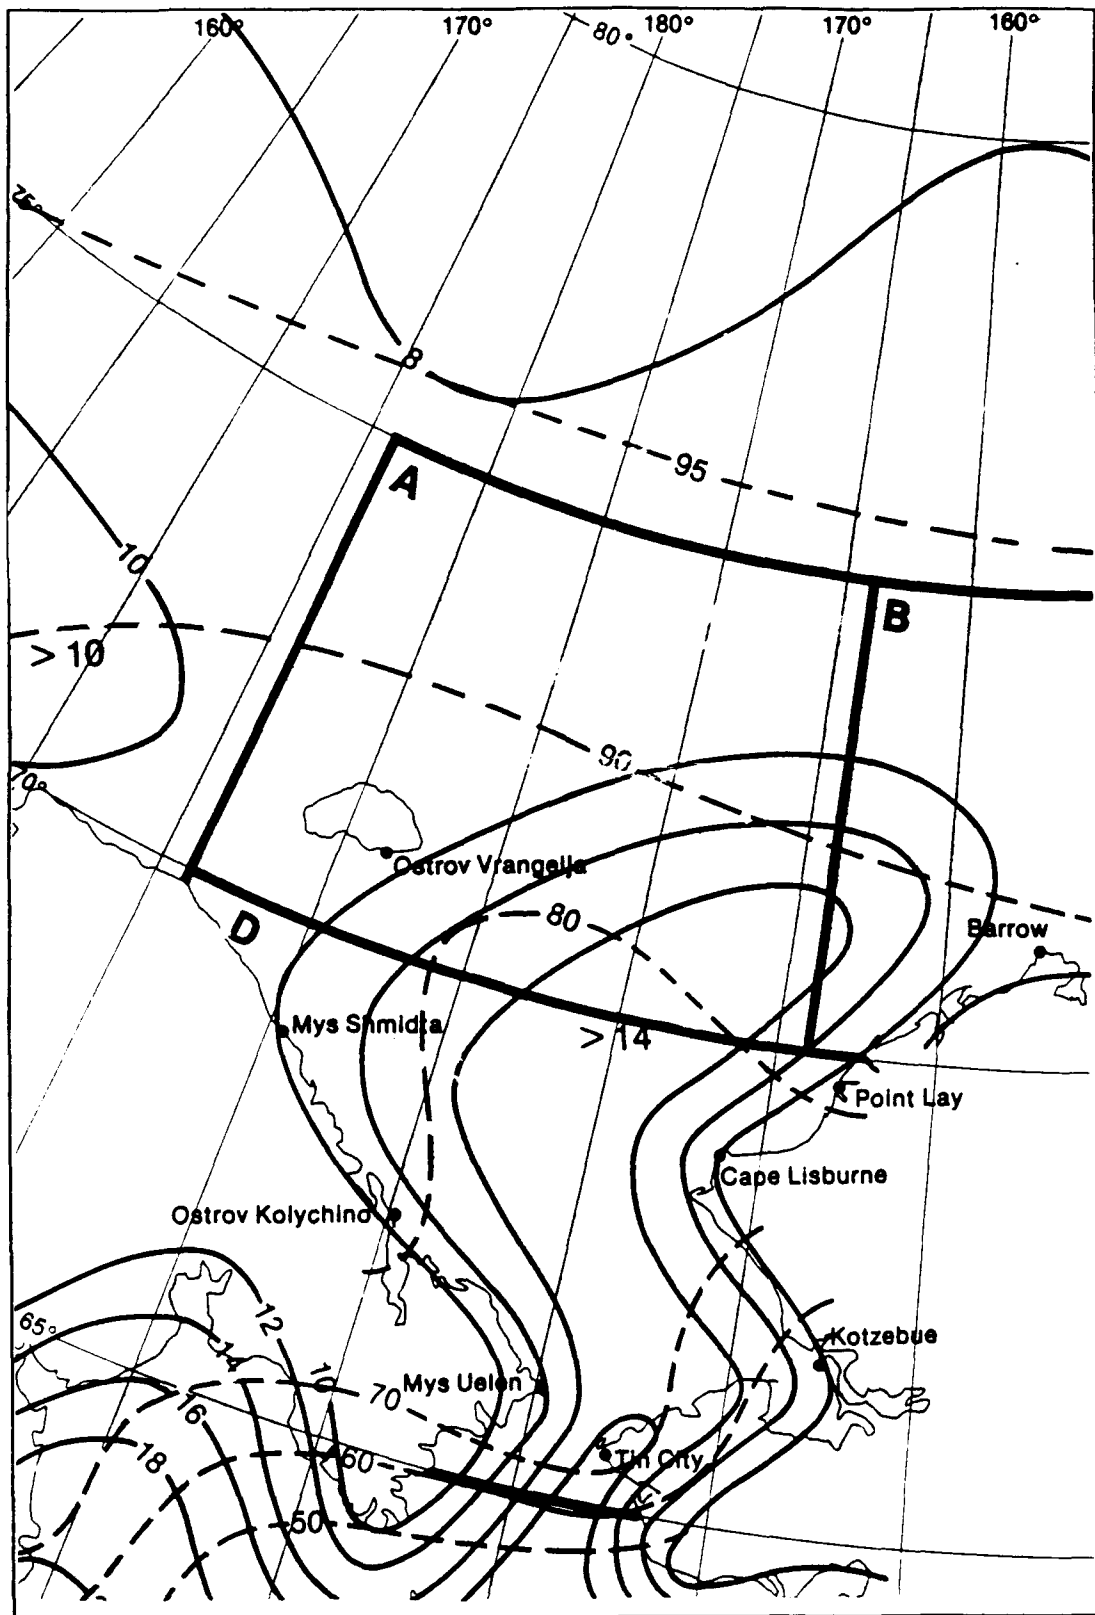 160° 170° 180° 170° 160°
80°
75°
8
95
A
10
B
> 10
90
70°
Ostrov Vrangelja
80
D
Barrow
Mys Shmidta
> 14
Point Lay
Cape Lisburne
Ostrov Kolychino
12
65°
14
Kotzebue
10
70
Mys Uelen
16
18
60
Tin City
50